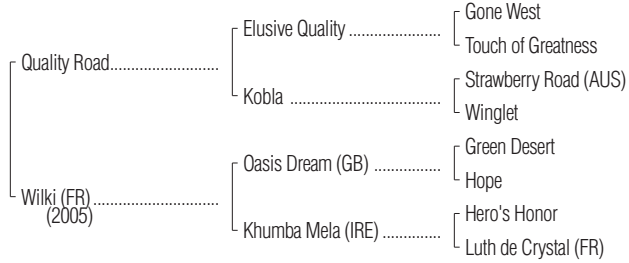 Gone West
Elusive Quality
Touch of Greatness
Quality Road
Strawberry Road (AUS)
Kobla
Winglet
Green Desert
Oasis Dream (GB)
Hope
Wilki (FR)
(2005)
Hero's Honor
Khumba Mela (IRE)
Luth de Crystal (FR)